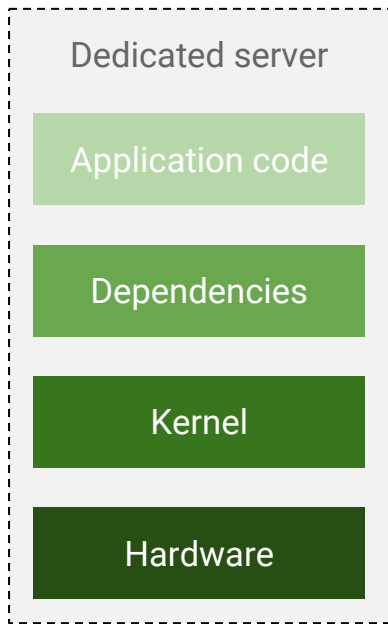 Dedicated server
Application code
Dependencies
Kernel
Hardware